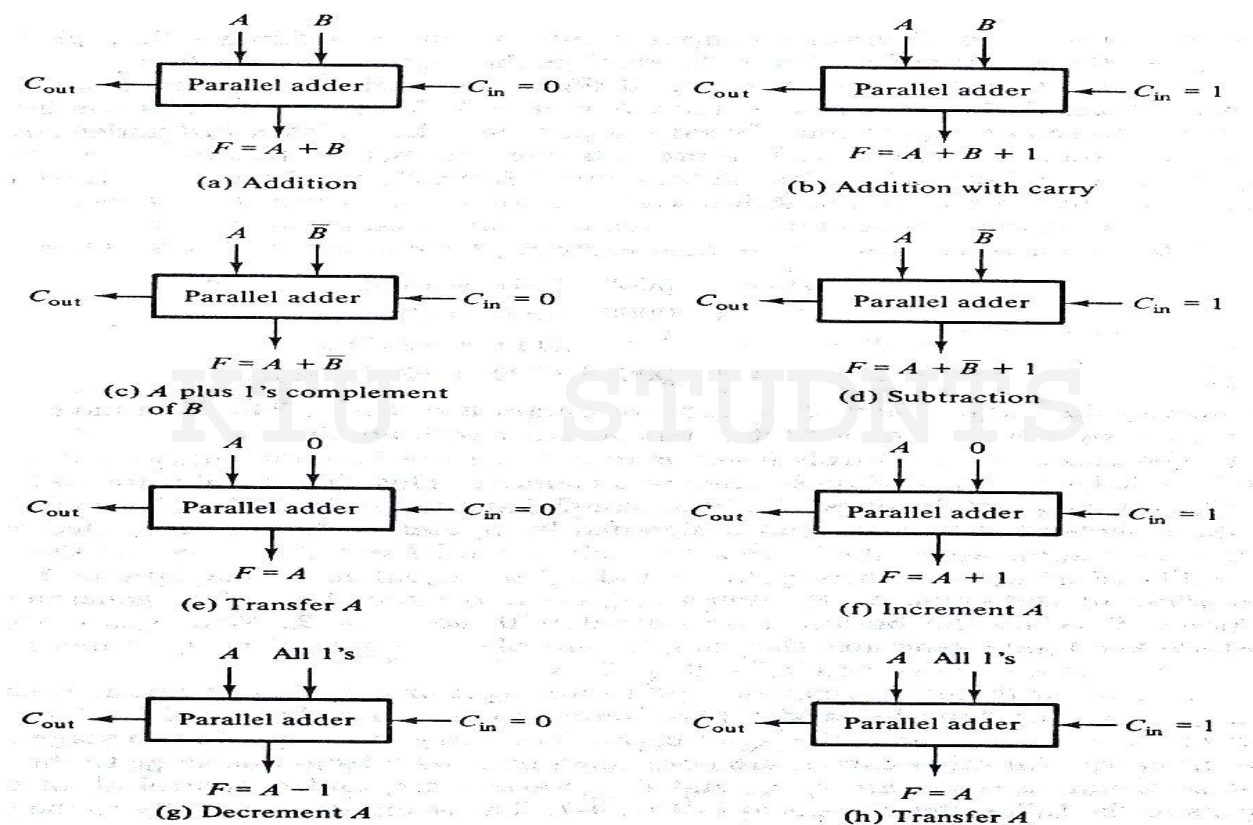 A B
C_out Parallel adder C_in = 0
F = A + B
(a) Addition
A B
C_out Parallel adder C_in = 1
F = A + B + 1
(b) Addition with carry
A B̅
C_out Parallel adder C_in = 0
F = A + B̅
(c) A plus 1's complement
of B
A B̅
C_out Parallel adder C_in = 1
F = A + B̅ + 1
(d) Subtraction
KTU STUDNTS
A 0
C_out Parallel adder C_in = 0
F = A
(e) Transfer A
A 0
C_out Parallel adder C_in = 1
F = A + 1
(f) Increment A
A All 1's
C_out Parallel adder C_in = 0
F = A − 1
(g) Decrement A
A All 1's
C_out Parallel adder C_in = 1
F = A
(h) Transfer A